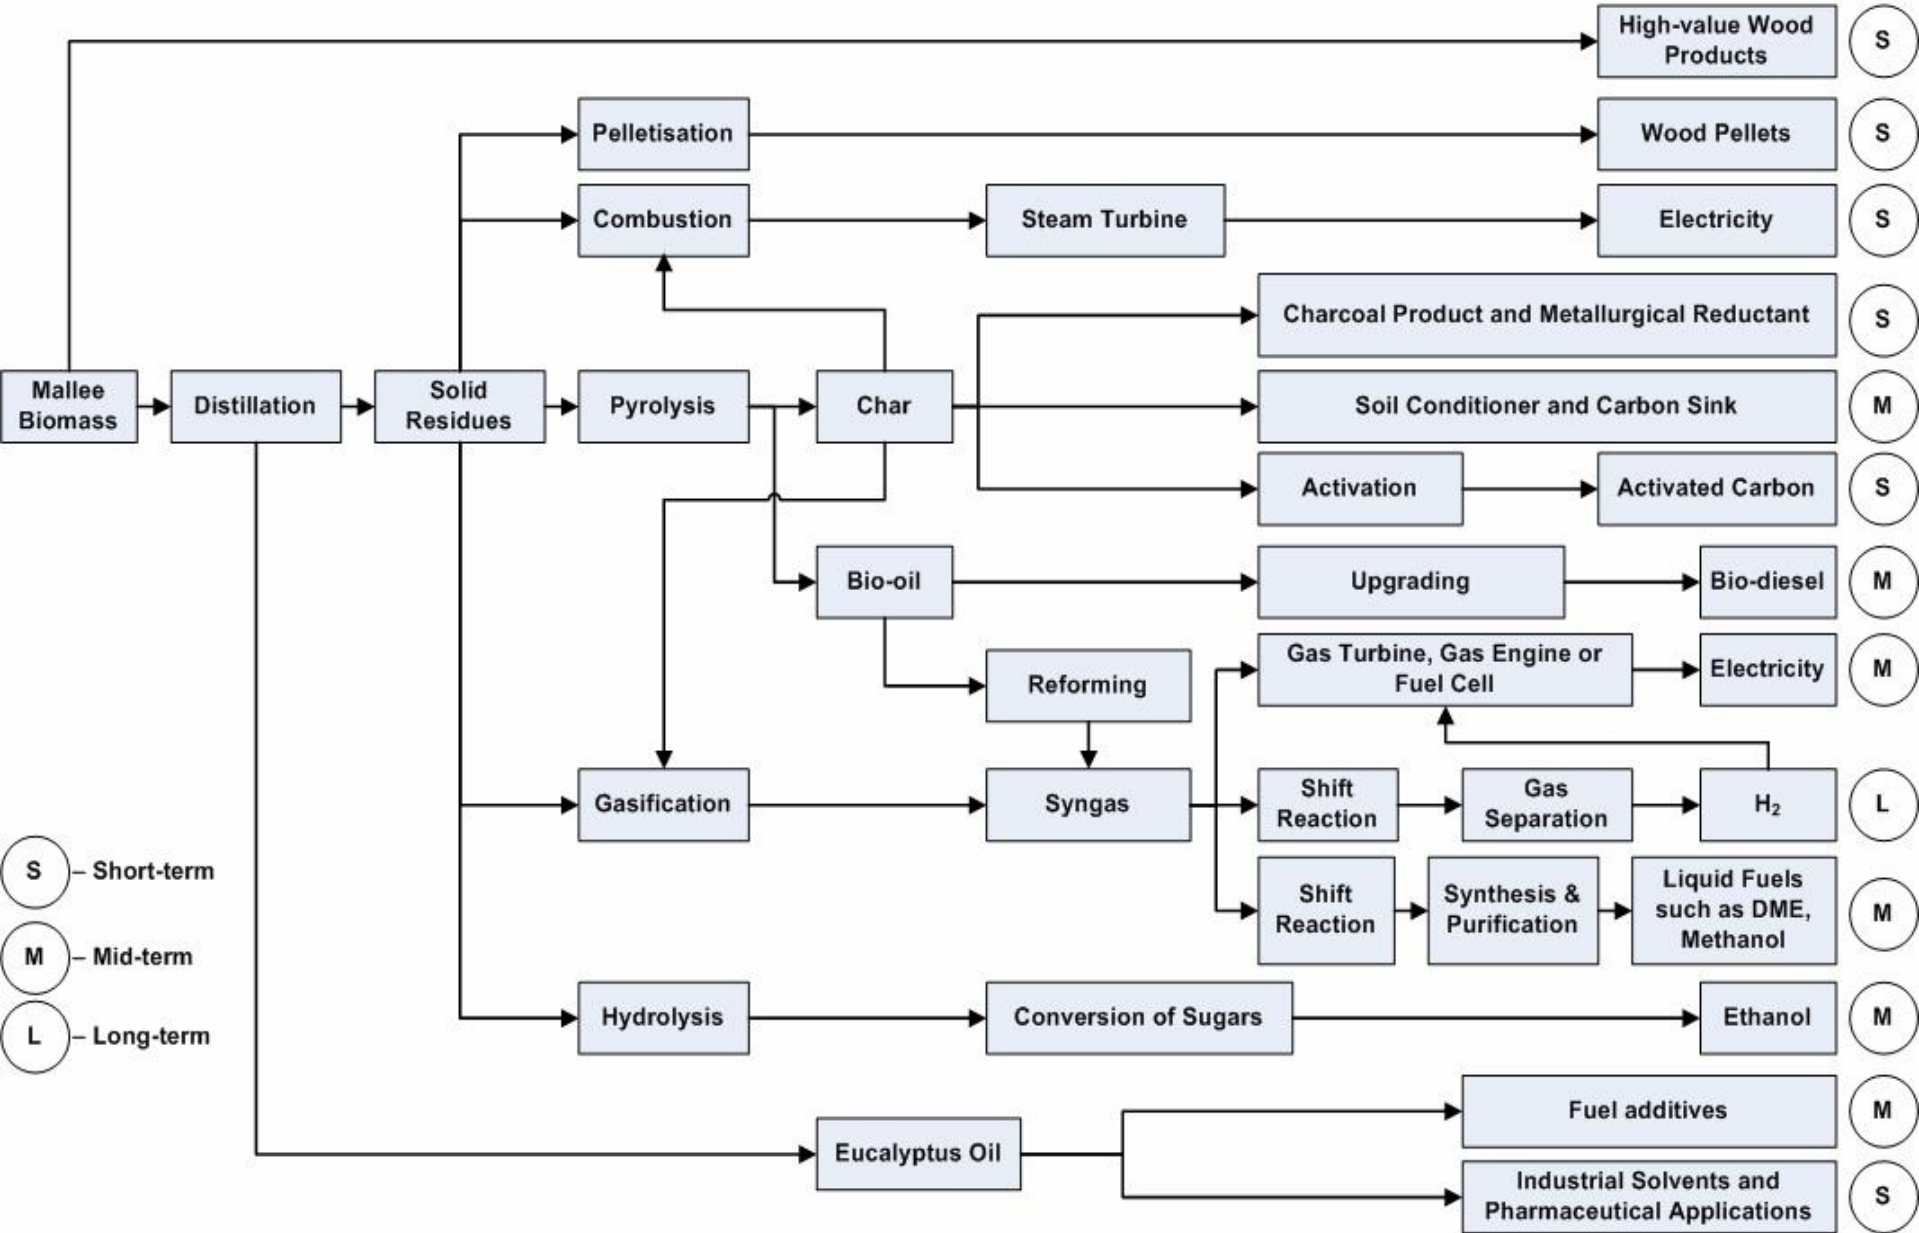 High-value Wood
Products
S
Pelletisation
Wood Pellets
S
Combustion
Steam Turbine
Electricity
S
Charcoal Product and Metallurgical Reductant
S
Mallee
Biomass
Distillation
Solid
Residues
Pyrolysis
Char
Soil Conditioner and Carbon Sink
M
Activation
Activated Carbon
S
Bio-oil
Upgrading
Bio-diesel
M
Gas Turbine, Gas Engine or
Fuel Cell
Electricity
M
Reforming
Gasification
Syngas
Shift
Reaction
Gas
Separation
H₂
L
Shift
Reaction
Synthesis &
Purification
Liquid Fuels
such as DME,
Methanol
M
S – Short-term
M – Mid-term
L – Long-term
Hydrolysis
Conversion of Sugars
Ethanol
M
Eucalyptus Oil
Fuel additives
M
Industrial Solvents and
Pharmaceutical Applications
S